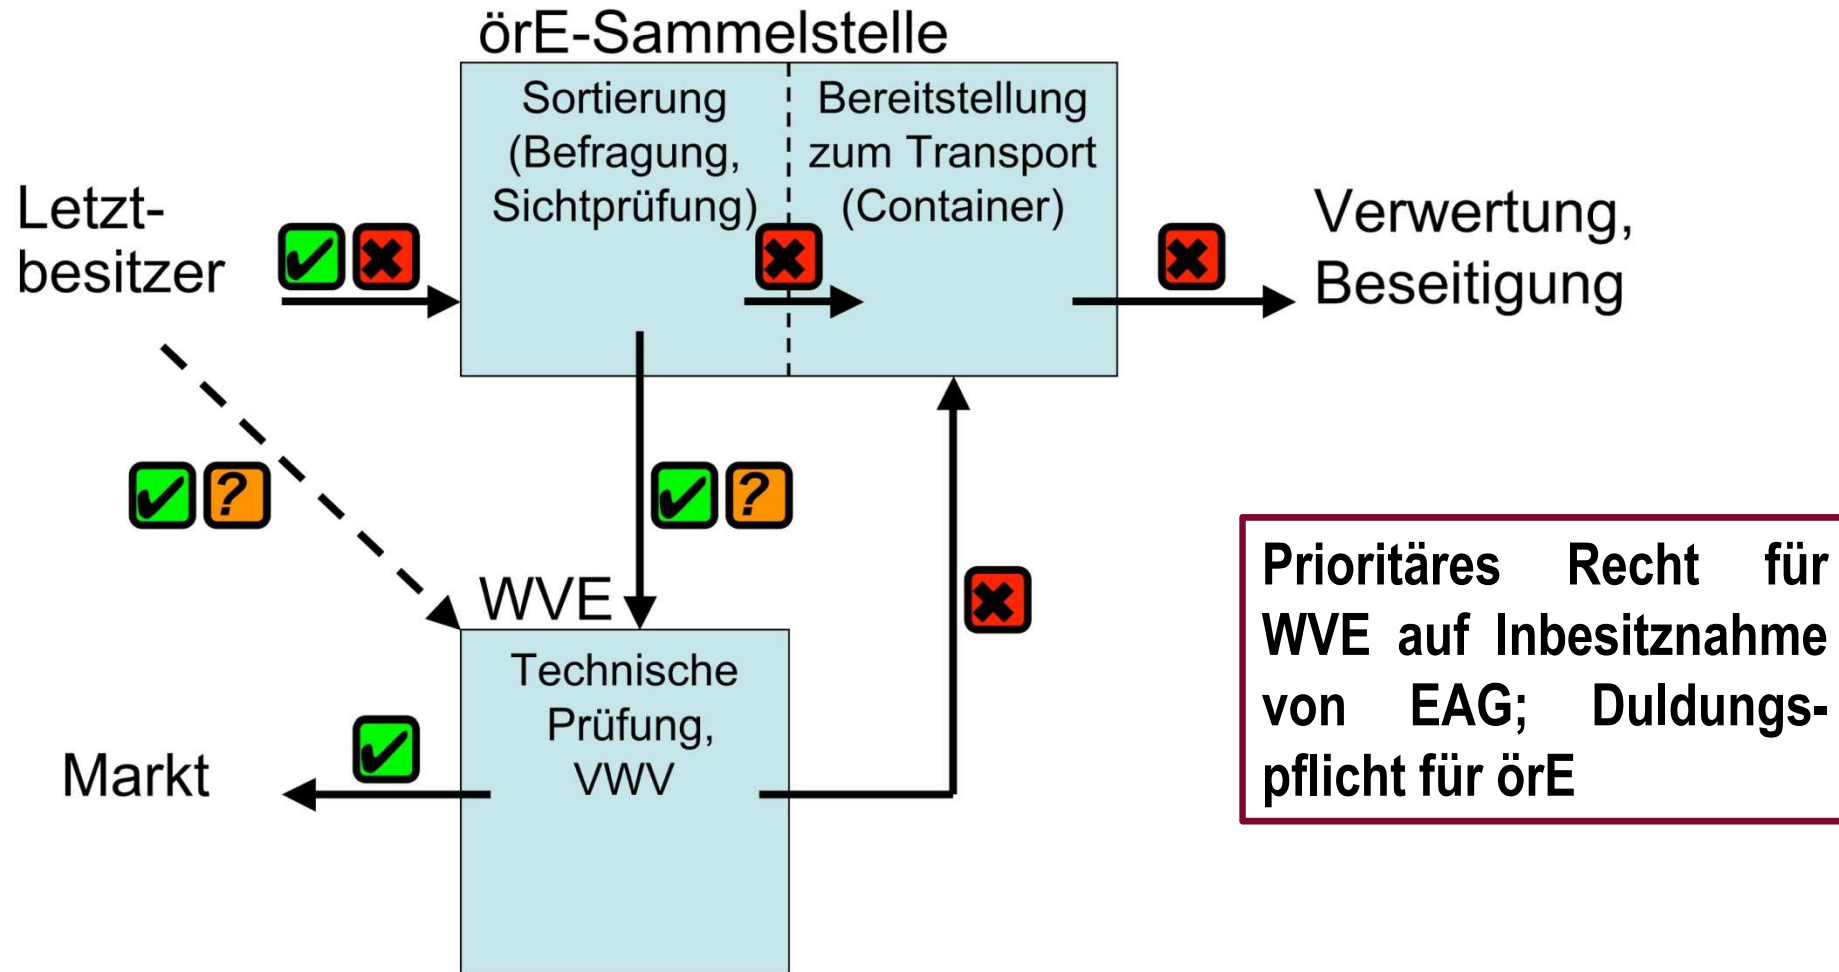 örE-Sammelstelle
Sortierung
(Befragung,
Sichtprüfung)
Bereitstellung
zum Transport
(Container)
Letzt-
besitzer
Verwertung,
Beseitigung
?
?
WVE
Technische
Prüfung,
VWV
Markt
Prioritäres Recht für
WVE auf Inbesitznahme
von EAG; Duldungs-
pflicht für örE